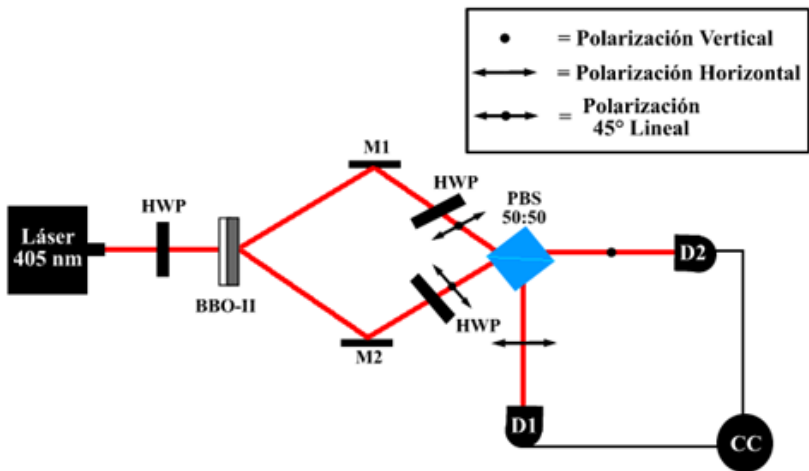 = Polarización Vertical
= Polarización Horizontal
= Polarización
45° Lineal
M1
HWP
PBS
50:50
HWP
Láser
405 nm
D2
BBO-II
HWP
M2
D1
CC